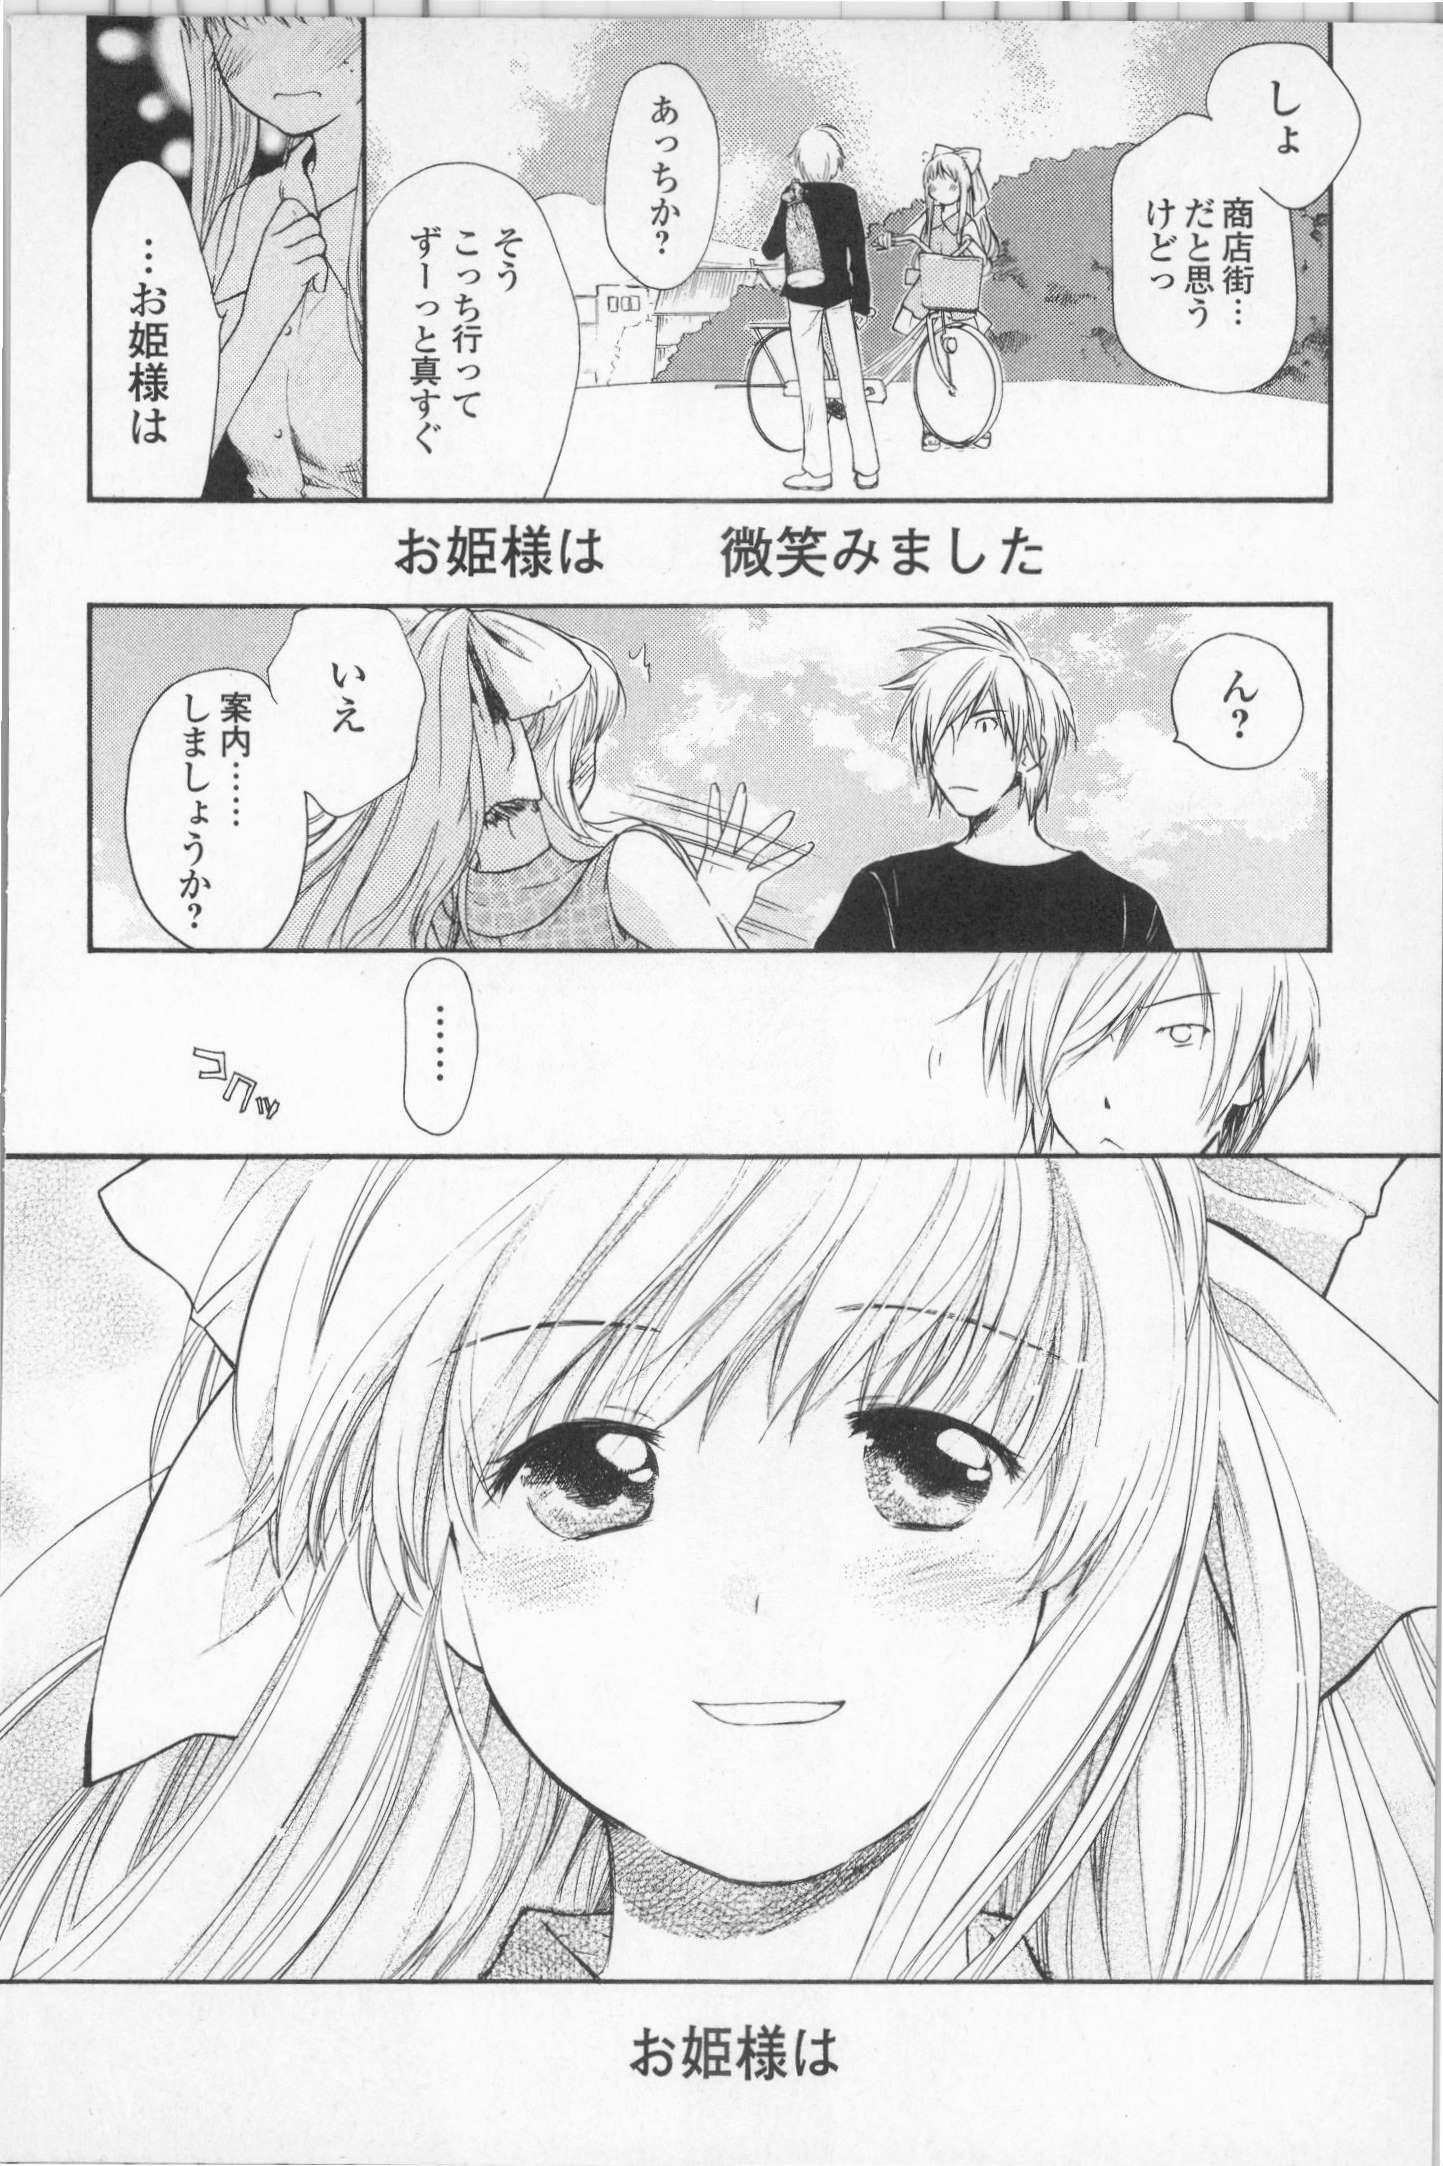 しょ
商店街…
だと思う
けどっ
あっちか?
そう
こっち行って
ずーっと真すぐ
…お姫様は
お姫様は 微笑みました
ん?
いえ
案内……
しましょうか?
……
コクッ
お姫様は